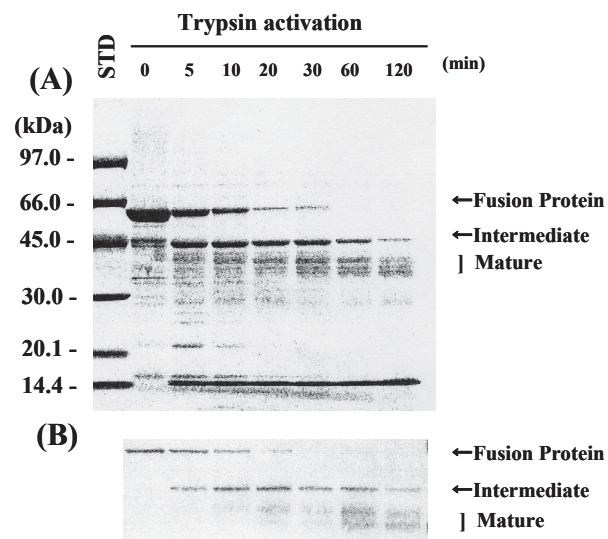 Trypsin activation
STD 0 5 10 20 30 60 120 (min)
(A)
(kDa)
97.0 -
66.0 -
←Fusion Protein
45.0 -
←Intermediate
] Mature
30.0 -
20.1 -
14.4 -
(B)
←Fusion Protein
←Intermediate
] Mature